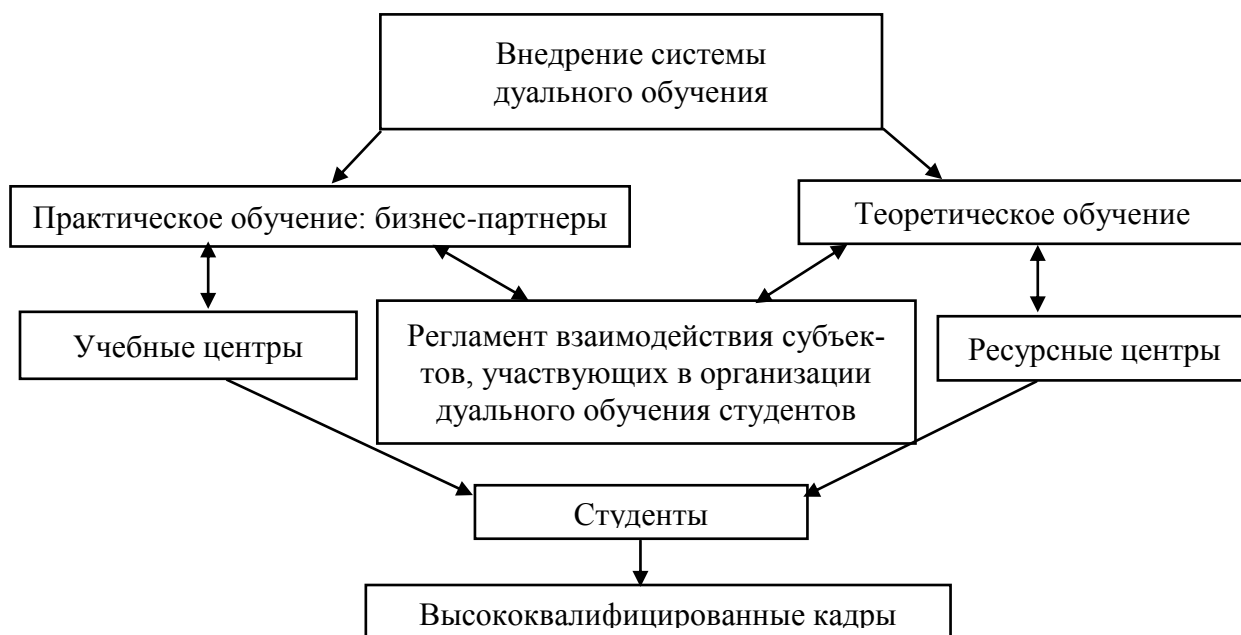 Внедрение системы
дуального обучения
Практическое обучение: бизнес-партнеры
Теоретическое обучение
Учебные центры
Регламент взаимодействия субъек-
тов, участвующих в организации
дуального обучения студентов
Ресурсные центры
Студенты
Высококвалифицированные кадры